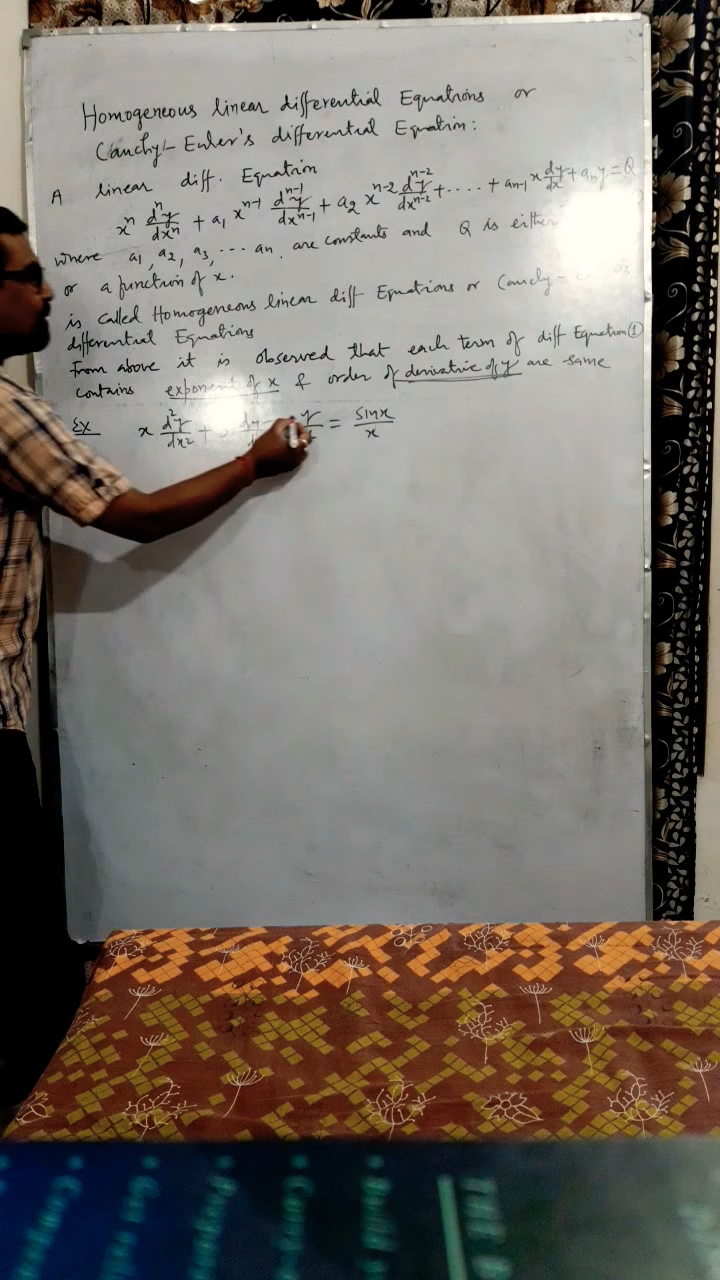 Homogeneous linear differential Equations or
Cauchy - Euler's differential Equation:
A linear diff. Equation
xⁿ dⁿy/dxⁿ + a₁ xⁿ⁻¹ dⁿ⁻¹y/dxⁿ⁻¹ + a₂ xⁿ⁻² dⁿ⁻²y/dxⁿ⁻² + .... + aₙ₋₁ x dy/dx + aₙ y = Q
where a₁, a₂, a₃, ... aₙ are constants and Q is either
or a function of x.
is called Homogeneous linear diff Equations or Cauchy -
differential Equations
From above it is observed that each term of diff Equation ①
contains exponent of x & order of derivative of y are same
Ex x d²y/dx² + dy y = sinx/x